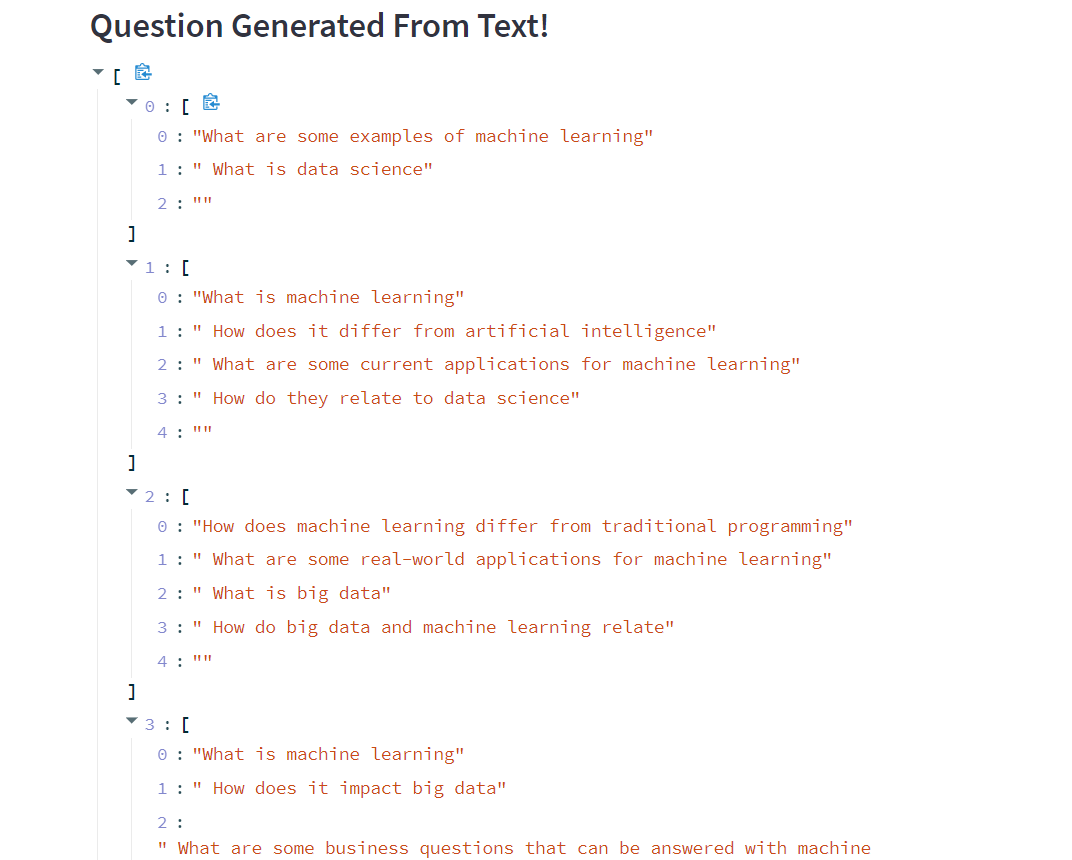 Question Generated From Text!
[
0 : [
0 : "What are some examples of machine learning"
1 : " What is data science"
2 : ""
]
1 : [
0 : "What is machine learning"
1 : " How does it differ from artificial intelligence"
2 : " What are some current applications for machine learning"
3 : " How do they relate to data science"
4 : ""
]
2 : [
0 : "How does machine learning differ from traditional programming"
1 : " What are some real-world applications for machine learning"
2 : " What is big data"
3 : " How do big data and machine learning relate"
4 : ""
]
3 : [
0 : "What is machine learning"
1 : " How does it impact big data"
2 :
" What are some business questions that can be answered with machine